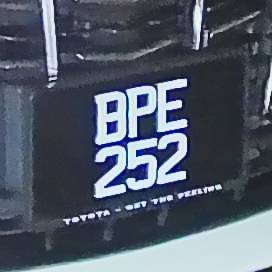 BPE
252
TOYOTA - GET THE FEELING